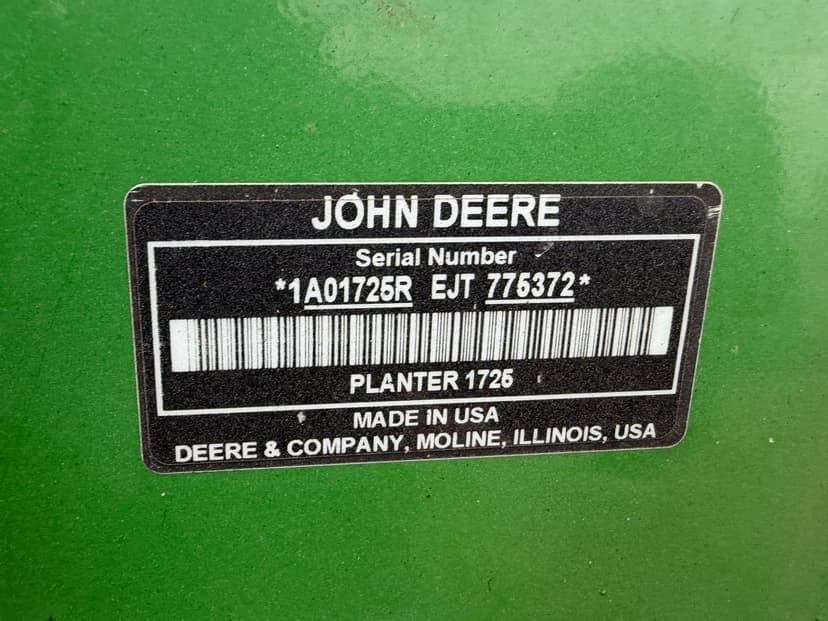 JOHN DEERE
Serial Number
*1A01725R EJT 775372*
PLANTER 1725
MADE IN USA
DEERE & COMPANY, MOLINE, ILLINOIS, USA